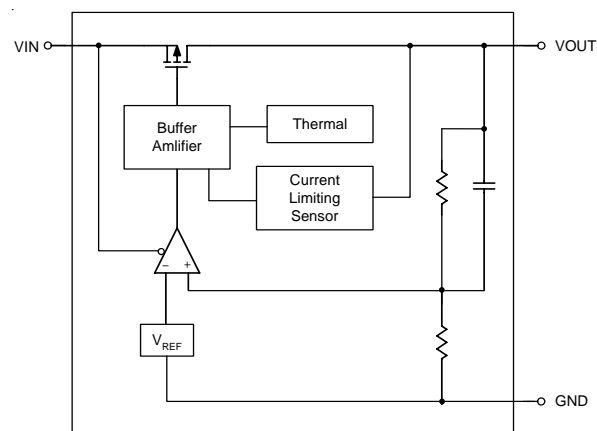 VIN
VOUT
Buffer
Amlifier
Thermal
Current
Limiting
Sensor
− +
VREF
GND